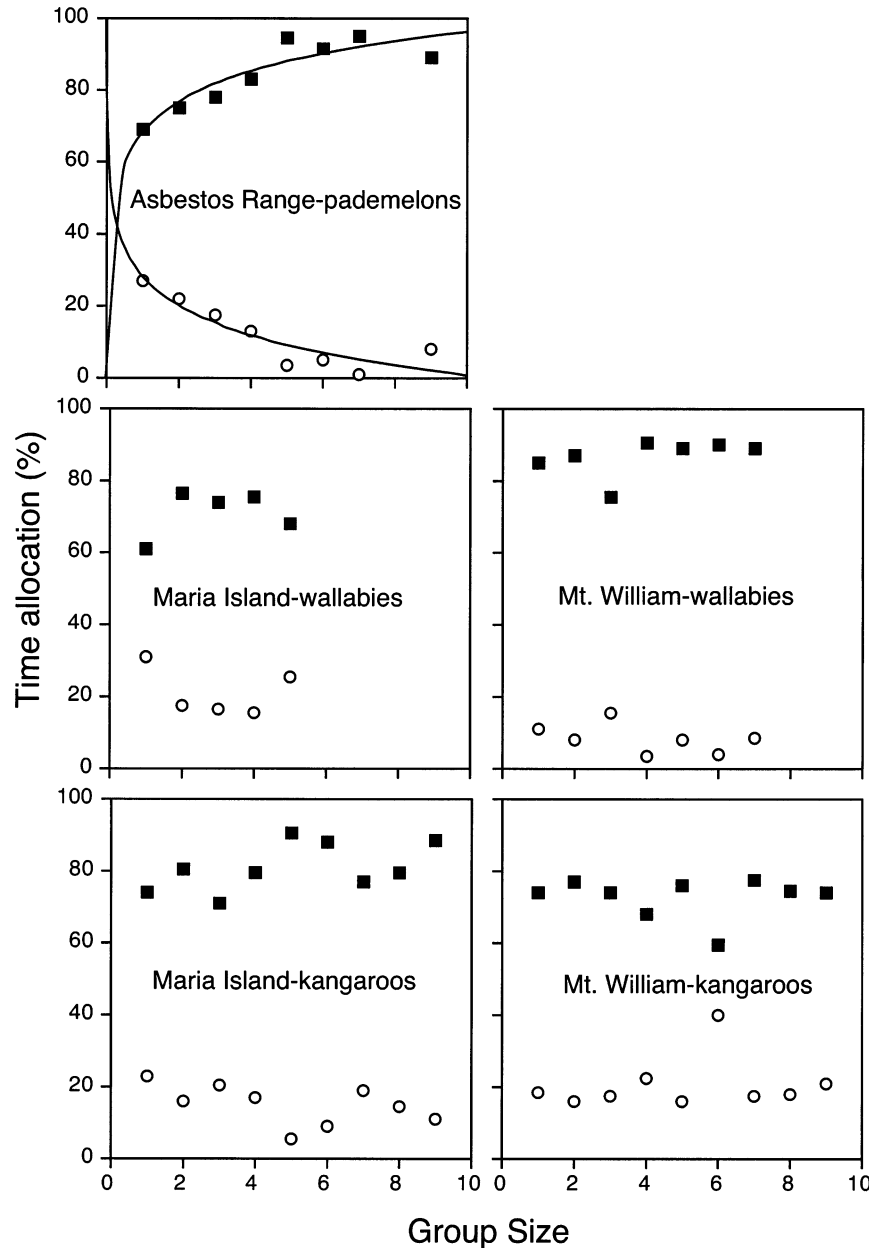 100
80
60
40
20
0
Asbestos Range-pademelons
Time allocation (%)
100
80
60
40
20
0
Maria Island-wallabies
Mt. William-wallabies
100
80
60
40
20
0
Maria Island-kangaroos
Mt. William-kangaroos
0 2 4 6 8 10
0 2 4 6 8 10
Group Size